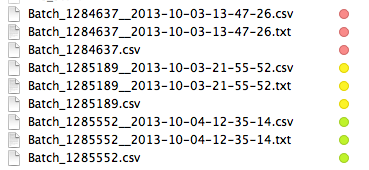 Batch_1284637__2013-10-03-13-47-26.csv
Batch_1284637__2013-10-03-13-47-26.txt
Batch_1284637.csv
Batch_1285189__2013-10-03-21-55-52.csv
Batch_1285189__2013-10-03-21-55-52.txt
Batch_1285189.csv
Batch_1285552__2013-10-04-12-35-14.csv
Batch_1285552__2013-10-04-12-35-14.txt
Batch_1285552.csv